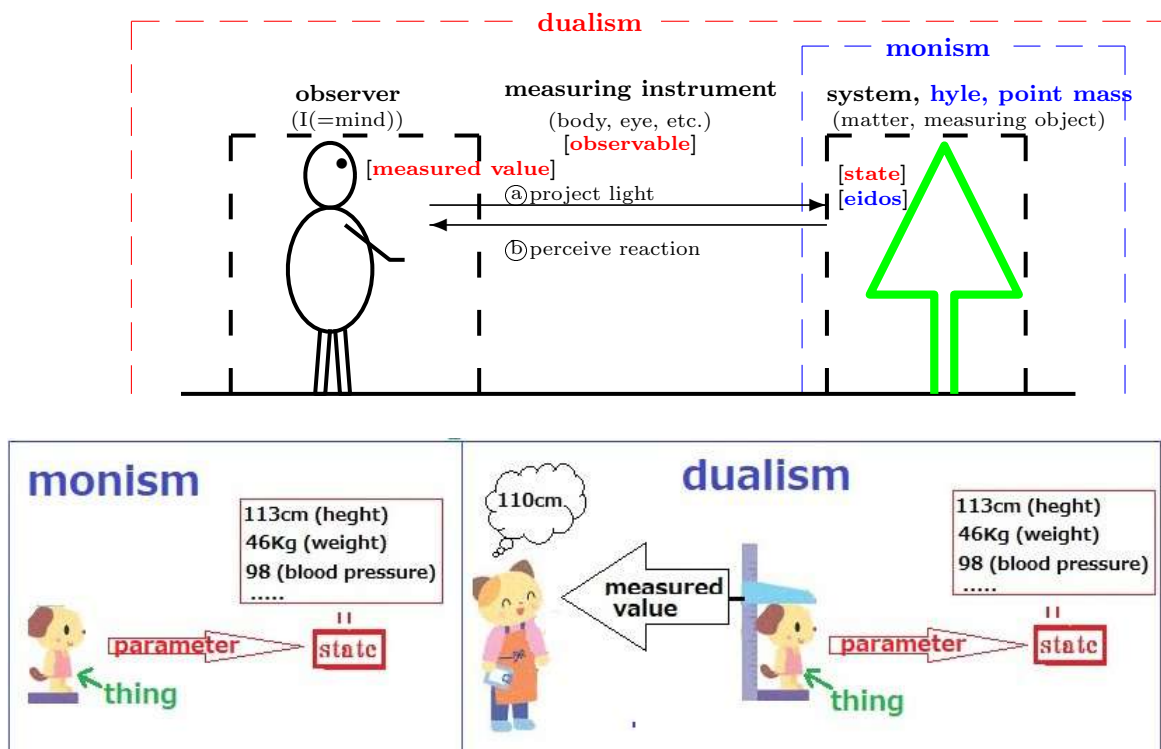 dualism
monism
observer
(I(=mind))
measuring instrument
(body, eye, etc.)
[observable]
system, hyle, point mass
(matter, measuring object)
[measured value]
[state]
[eidos]
ⓐproject light
ⓑperceive reaction
monism
113cm (heght)
46Kg (weight)
98 (blood pressure)
.....
parameter
state
thing
dualism
110cm
measured
value
113cm (heght)
46Kg (weight)
98 (blood pressure)
.....
parameter
state
thing